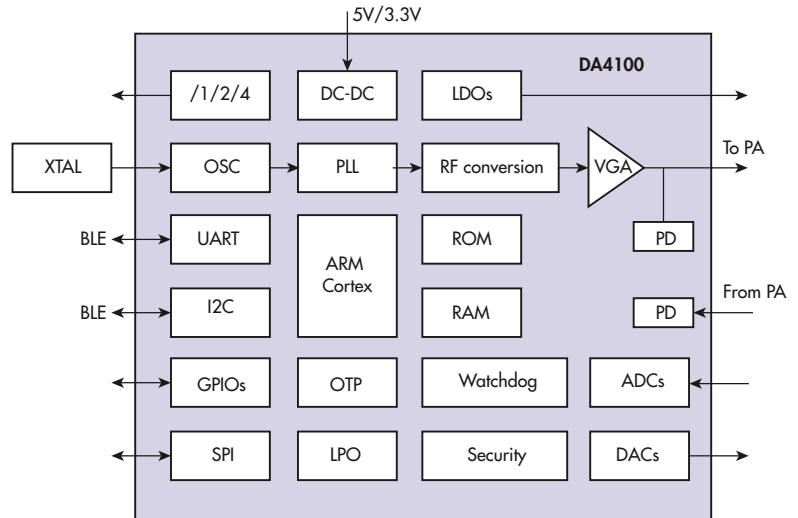 5V/3.3V
DA4100
/1/2/4
DC-DC
LDOs
XTAL
OSC
PLL
RF conversion
VGA
To PA
BLE
UART
ARM
Cortex
ROM
PD
BLE
I2C
RAM
PD
From PA
GPIOs
OTP
Watchdog
ADCs
SPI
LPO
Security
DACs